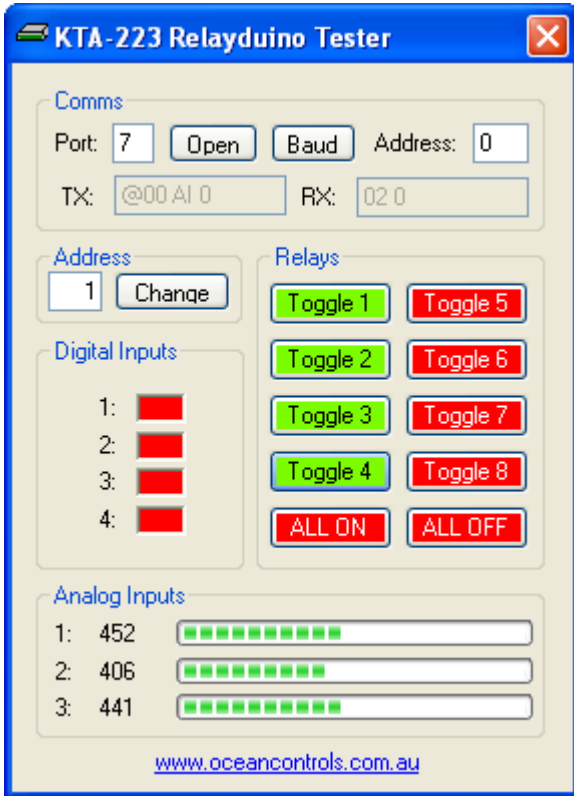 KTA-223 Relayduino Tester
Comms
Port: 7 Open Baud Address: 0
TX: @00 AI 0 RX: 02 0
Address
1 Change
Relays
Toggle 1 Toggle 5
Toggle 2 Toggle 6
Toggle 3 Toggle 7
Toggle 4 Toggle 8
ALL ON ALL OFF
Digital Inputs
1:
2:
3:
4:
Analog Inputs
1: 452
2: 406
3: 441
www.oceancontrols.com.au